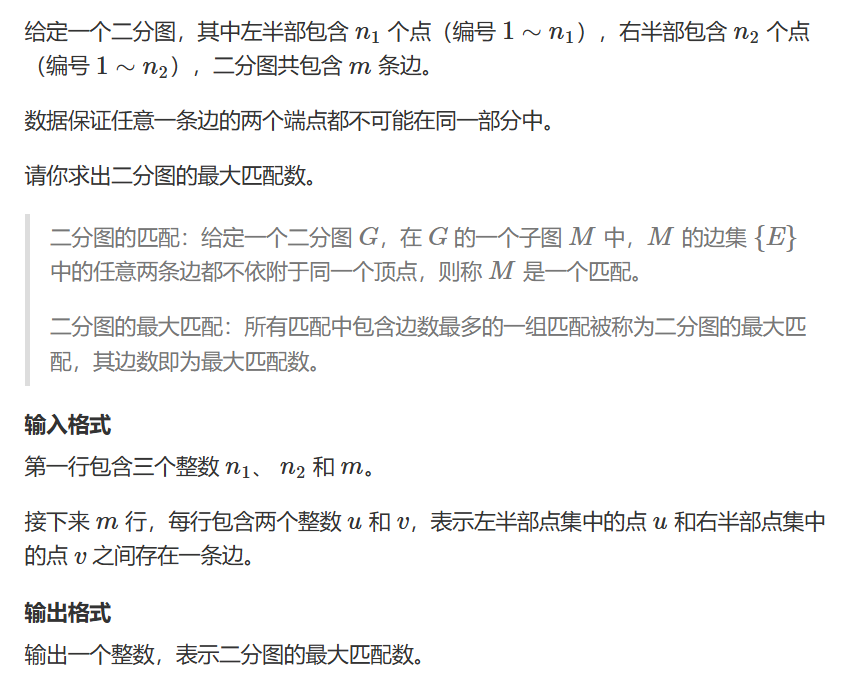 给定一个二分图，其中左半部包含 n₁ 个点（编号 1 ~ n₁），右半部包含 n₂ 个点
（编号 1 ~ n₂），二分图共包含 m 条边。
数据保证任意一条边的两个端点都不可能在同一部分中。
请你求出二分图的最大匹配数。
二分图的匹配：给定一个二分图 G，在 G 的一个子图 M 中，M 的边集 {E}
中的任意两条边都不依附于同一个顶点，则称 M 是一个匹配。
二分图的最大匹配：所有匹配中包含边数最多的一组匹配被称为二分图的最大匹
配，其边数即为最大匹配数。
输入格式
第一行包含三个整数 n₁、 n₂ 和 m。
接下来 m 行，每行包含两个整数 u 和 v，表示左半部点集中的点 u 和右半部点集中
的点 v 之间存在一条边。
输出格式
输出一个整数，表示二分图的最大匹配数。